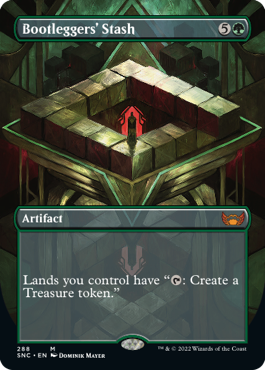 Bootleggers' Stash 5
Artifact
Lands you control have “: Create a
Treasure token.”
288 M
SNC • EN Dominik Mayer ™ & © 2022 Wizards of the Coast